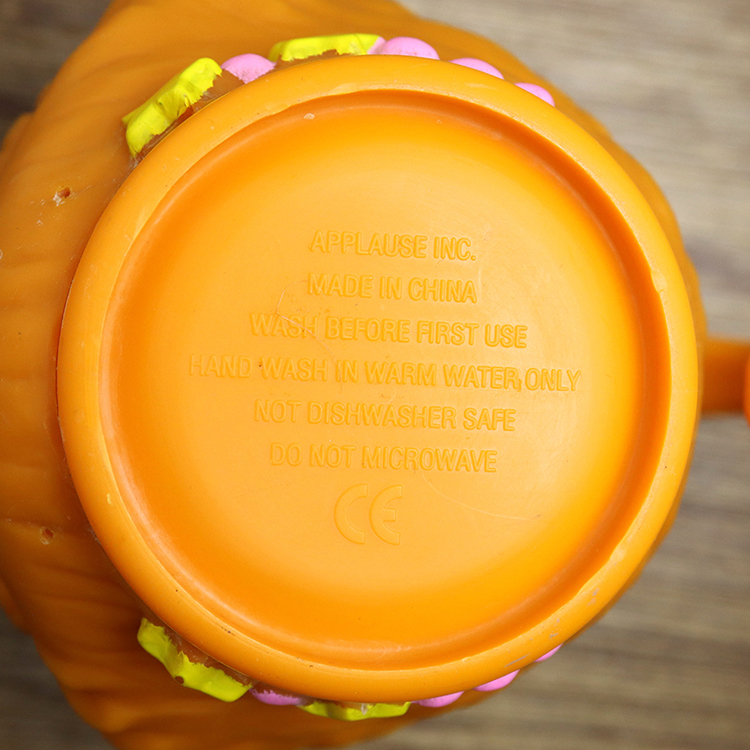 APPLAUSE INC.
MADE IN CHINA
WASH BEFORE FIRST USE
HAND WASH IN WARM WATER, ONLY
NOT DISHWASHER SAFE
DO NOT MICROWAVE
CE